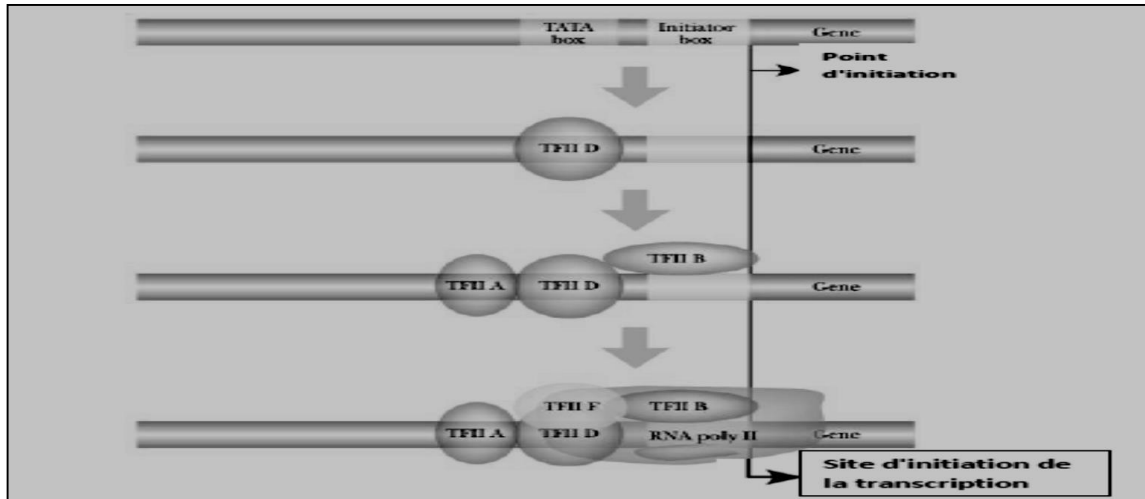 TATA
box
Initiator
box
Gene
Point
d'initiation
TFII D
Gene
TFII B
TFII A
TFII D
Gene
TFII F
TFII B
TFII A
TFII D
RNA poly II
Gene
Site d'initiation de
la transcription